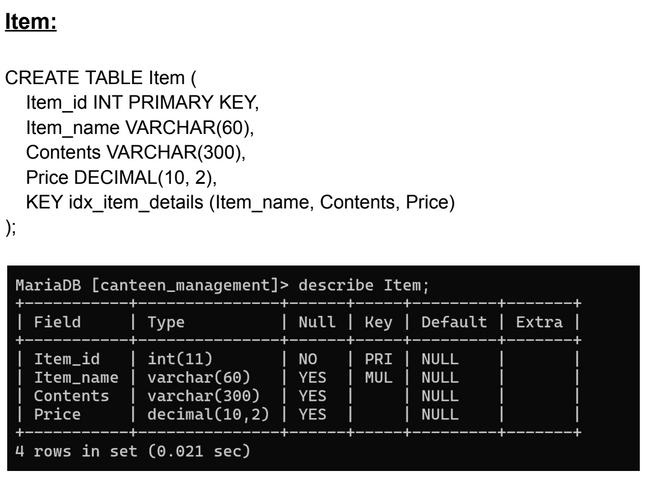 Item:
CREATE TABLE Item (
    Item_id INT PRIMARY KEY,
    Item_name VARCHAR(60),
    Contents VARCHAR(300),
    Price DECIMAL(10, 2),
    KEY idx_item_details (Item_name, Contents, Price)
);
MariaDB [canteen_management]> describe Item;
+-----------+---------------+------+-----+---------+-------+
| Field     | Type          | Null | Key | Default | Extra |
+-----------+---------------+------+-----+---------+-------+
| Item_id   | int(11)       | NO   | PRI | NULL    |       |
| Item_name | varchar(60)   | YES  | MUL | NULL    |       |
| Contents  | varchar(300)  | YES  |     | NULL    |       |
| Price     | decimal(10,2) | YES  |     | NULL    |       |
+-----------+---------------+------+-----+---------+-------+
4 rows in set (0.021 sec)